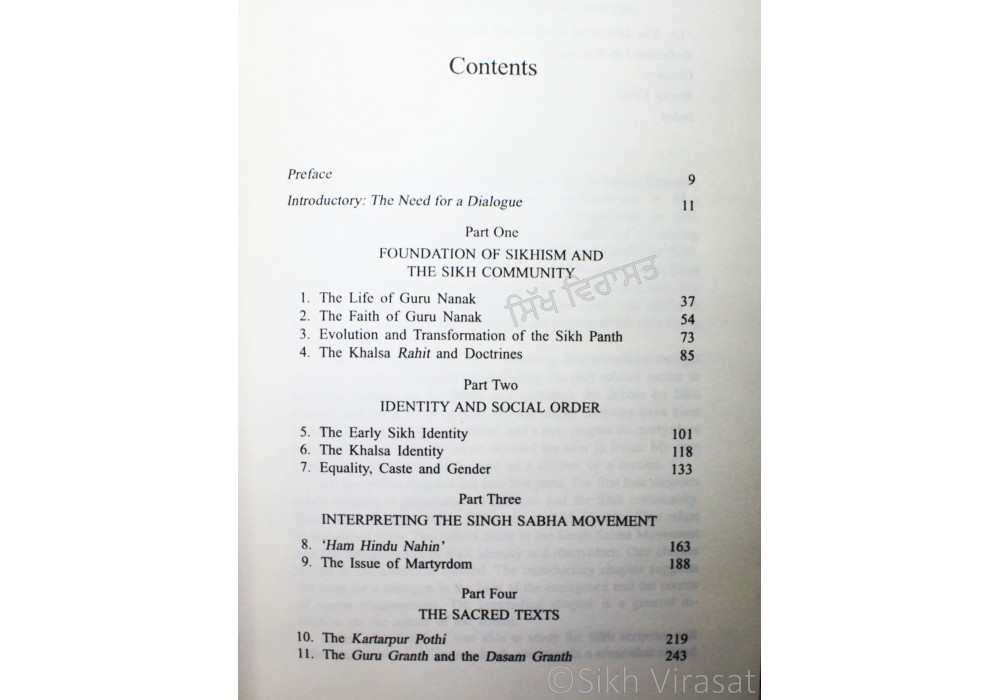 Contents
Preface 9
Introductory: The Need for a Dialogue 11
Part One
FOUNDATION OF SIKHISM AND
THE SIKH COMMUNITY
ਸਿੱਖ ਵਿਰਾਸਤ
1. The Life of Guru Nanak 37
2. The Faith of Guru Nanak 54
3. Evolution and Transformation of the Sikh Panth 73
4. The Khalsa Rahit and Doctrines 85
Part Two
IDENTITY AND SOCIAL ORDER
5. The Early Sikh Identity 101
6. The Khalsa Identity 118
7. Equality, Caste and Gender 133
Part Three
INTERPRETING THE SINGH SABHA MOVEMENT
8. ‘Ham Hindu Nahin’ 163
9. The Issue of Martyrdom 188
Part Four
THE SACRED TEXTS
10. The Kartarpur Pothi 219
11. The Guru Granth and the Dasam Granth 243
©Sikh Virasat